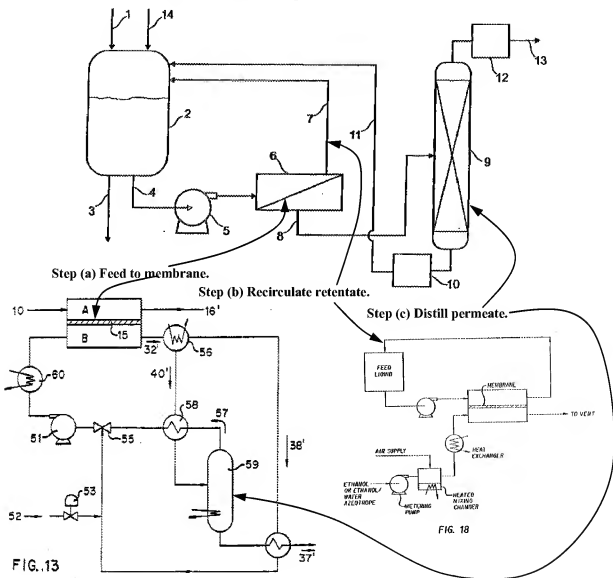 1
14
2
3
4
5
6
7
8
9
10
11
12
13
Step (a) Feed to membrane.
Step (b) Recirculate retentate.
Step (c) Distill permeate.
10
A
15
B
16'
32'
56
60
40'
51
55
58
57
59
38'
53
52
37'
FIG..13
FEED
LIQUID
MEMBRANE
TO VENT
HEAT
EXCHANGER
AIR SUPPLY
ETHANOL
OR ETHANOL/
WATER
AZEOTROPE
METERING
PUMP
HEATED
MIXING
CHAMBER
FIG. 18